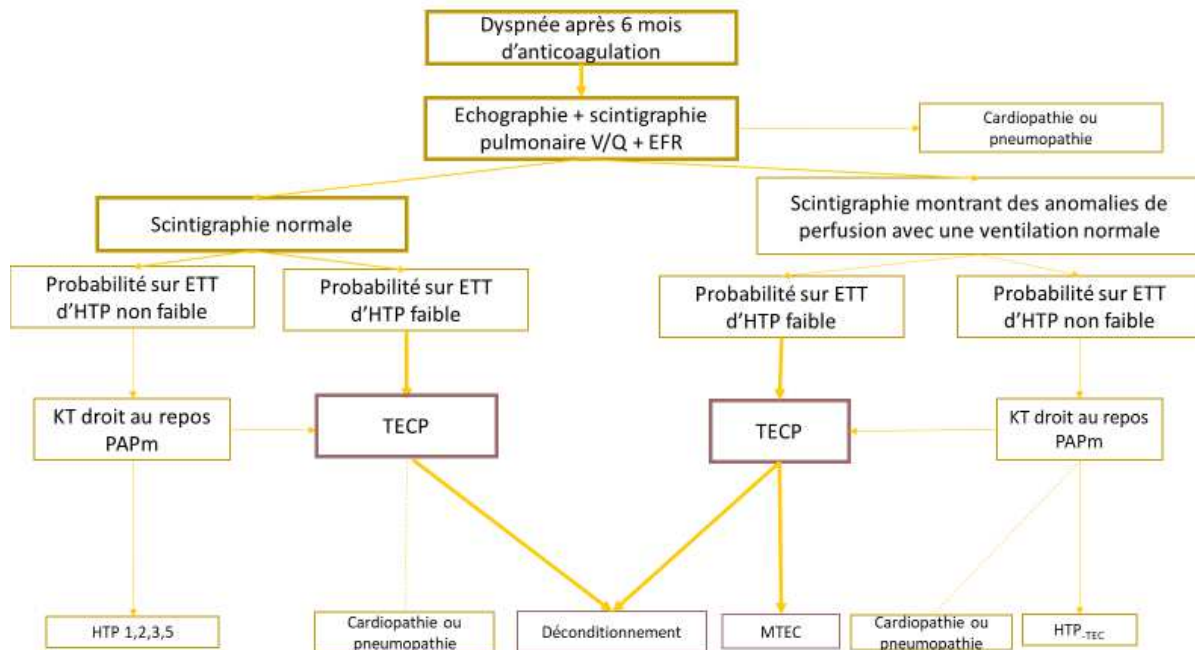 Dyspnée après 6 mois
d'anticoagulation
Echographie + scintigraphie
pulmonaire V/Q + EFR
Cardiopathie ou
pneumopathie
Scintigraphie normale
Scintigraphie montrant des anomalies de
perfusion avec une ventilation normale
Probabilité sur ETT
d'HTP non faible
Probabilité sur ETT
d'HTP faible
Probabilité sur ETT
d'HTP faible
Probabilité sur ETT
d'HTP non faible
KT droit au repos
PAPm
TECP
TECP
KT droit au repos
PAPm
HTP 1,2,3,5
Cardiopathie ou
pneumopathie
Déconditionnement
MTEC
Cardiopathie ou
pneumopathie
HTP-TEC